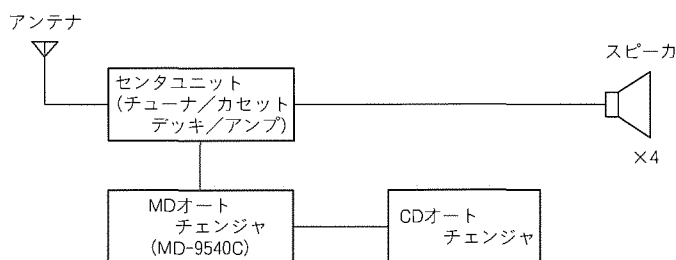 アンテナ
スピーカ
センタユニット
(チューナ/カセット
デッキ/アンプ)
×4
MDオート
チェンジャ
(MD-9540C)
CDオート
チェンジャ